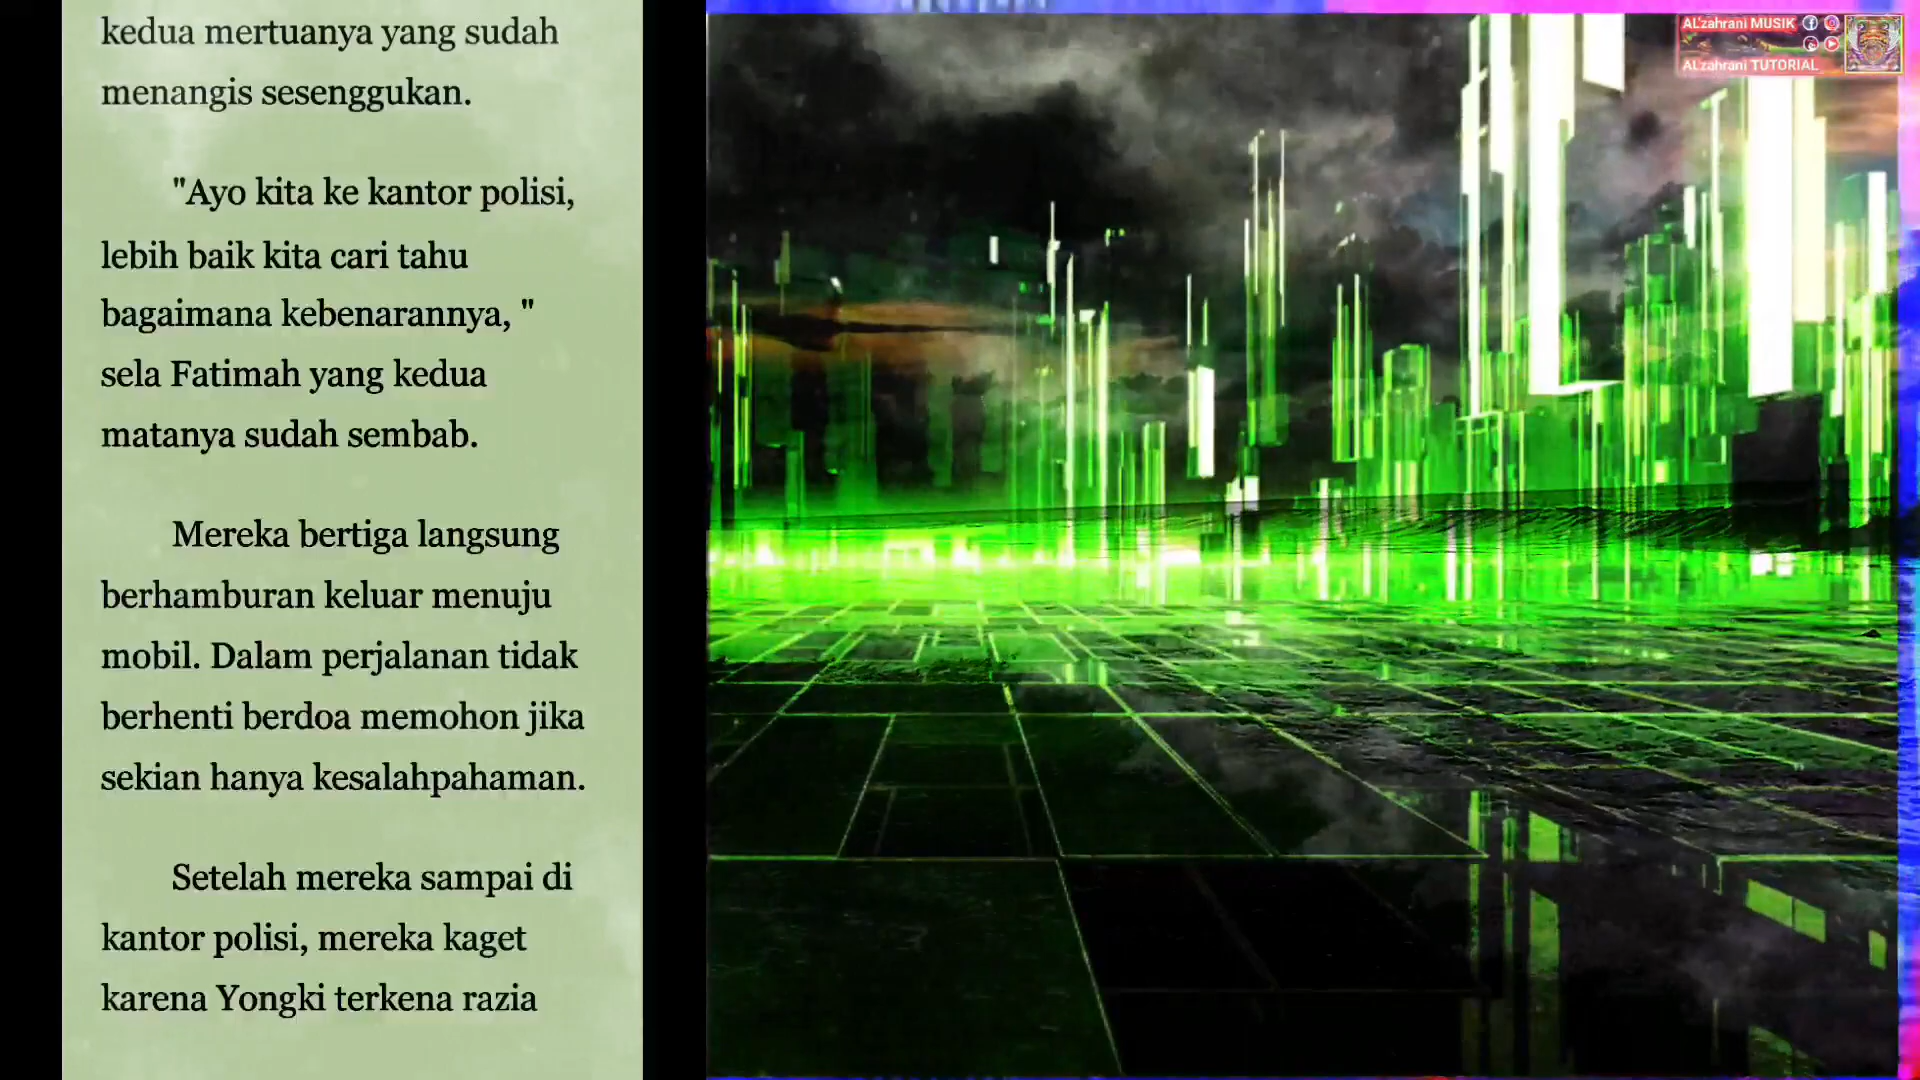 kedua mertuanya yang sudah
menangis sesenggukan.
"Ayo kita ke kantor polisi,
lebih baik kita cari tahu
bagaimana kebenarannya, "
sela Fatimah yang kedua
matanya sudah sembab.
Mereka bertiga langsung
berhamburan keluar menuju
mobil. Dalam perjalanan tidak
berhenti berdoa memohon jika
sekian hanya kesalahpahaman.
Setelah mereka sampai di
kantor polisi, mereka kaget
karena Yongki terkena razia
AL'zahrani MUSIK
AL'zahrani TUTORIAL